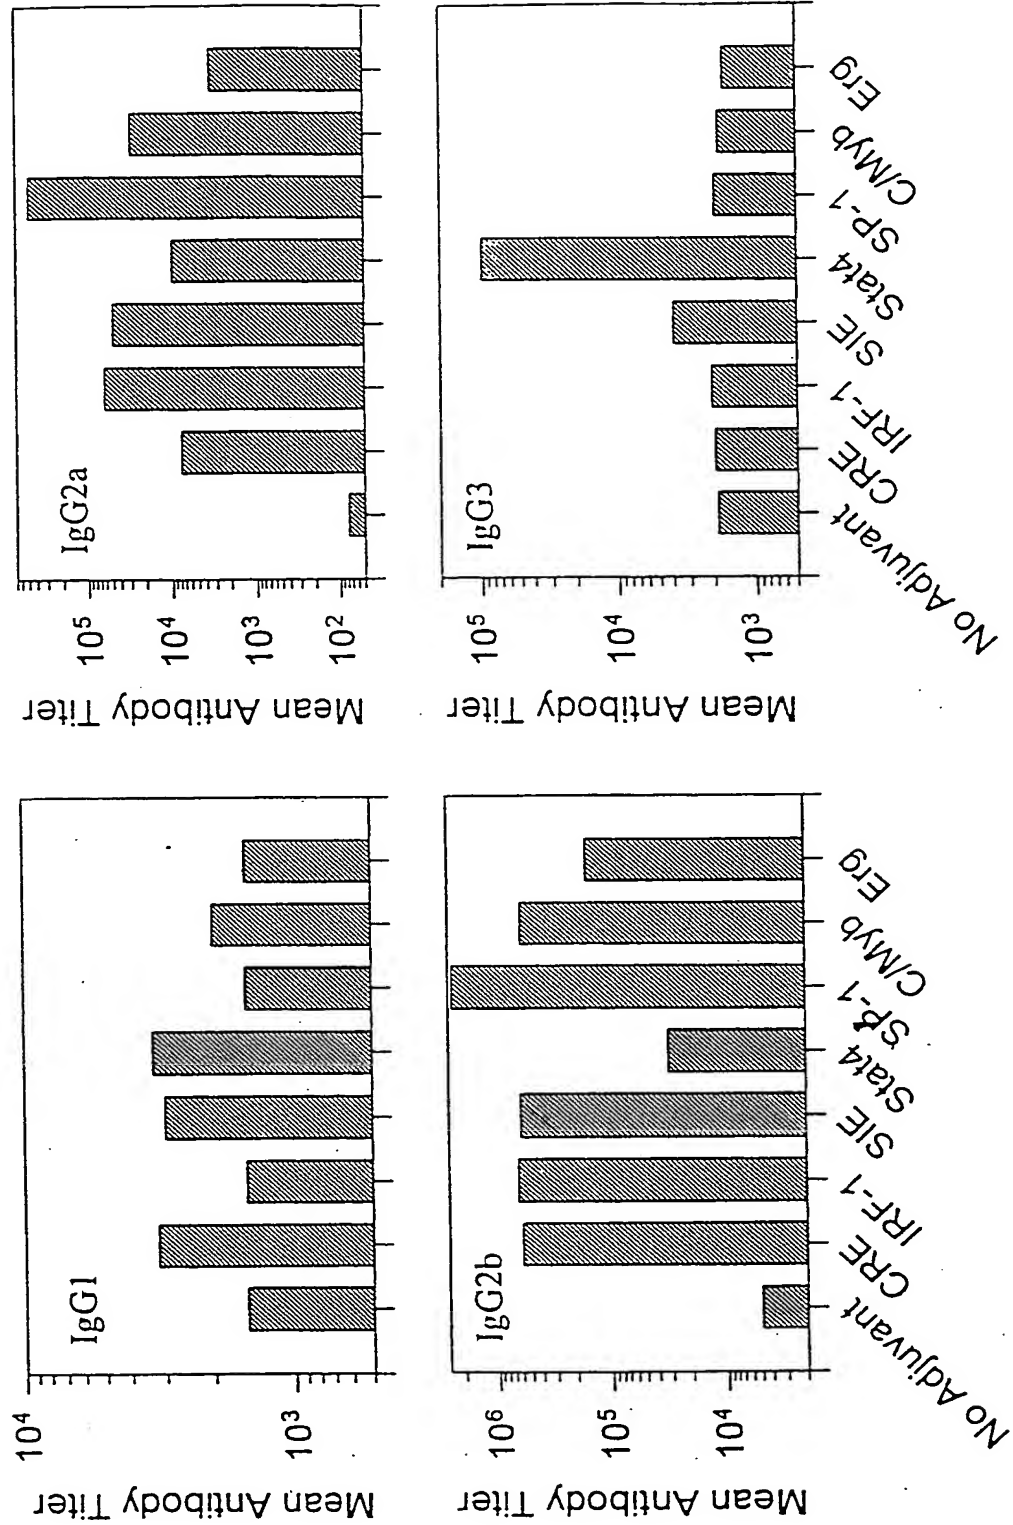 IgG1
10⁴
10³
Mean Antibody Titer
IgG2a
10⁵
10⁴
10³
10²
Mean Antibody Titer
IgG2b
10⁶
10⁵
10⁴
Mean Antibody Titer
No Adjuvant
CRE
IRF-1
SIE
Stat4
SP-1
C/Myb
Erg
IgG3
10⁵
10⁴
10³
Mean Antibody Titer
No Adjuvant
CRE
IRF-1
SIE
Stat4
SP-1
C/Myb
Erg